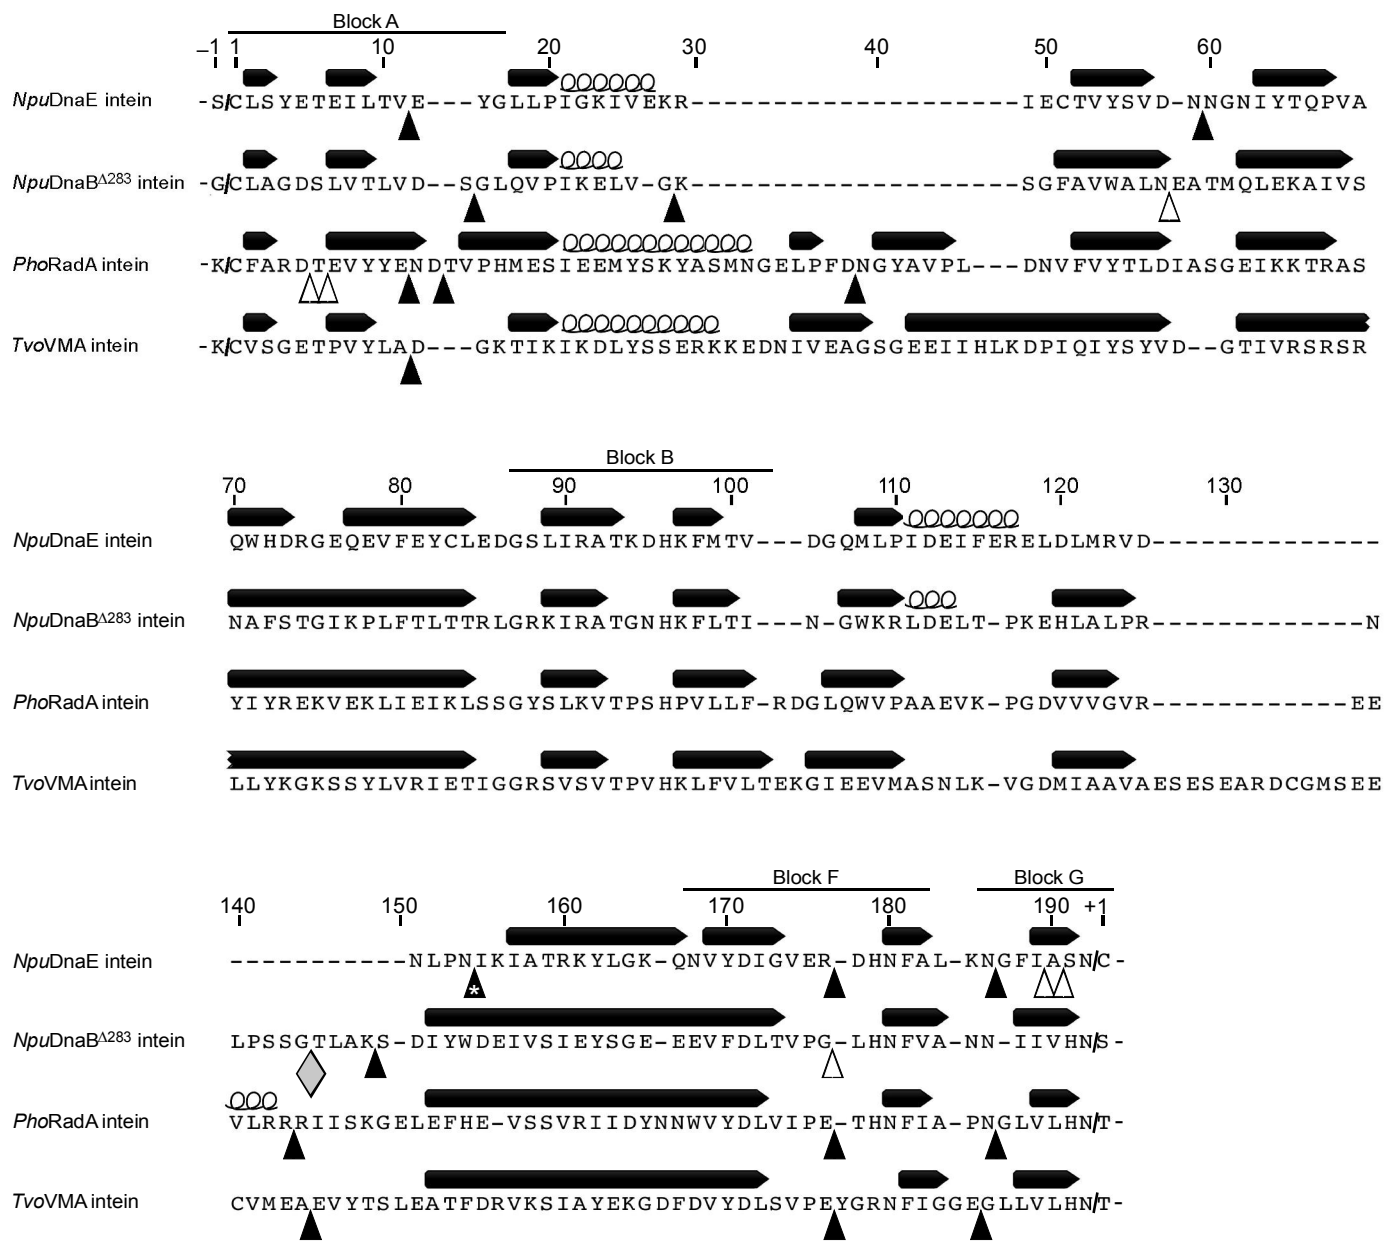 Block A
–1 1 10 20 30 40 50 60
NpuDnaE intein -S/CLSYETEILTVE---YGLLPIGKIVEKR--------------------IECTVYSVD-NNGNIYTQPVA
NpuDnaBΔ283 intein -G/CLAGDSLVTLVD--SGLQVPIKELV-GK--------------------SGFAVWALNEATMQLEKAIVS
PhoRadA intein -K/CFARDTEVYYENDTVPHMESIEEMYSKYASMNGELPFDNGYAVPL---DNVFVYTLDIASGEIKKTRAS
TvoVMA intein -K/CVSGETPVYLAD---GKTIKIKDLYSSERKKEDNIVEAGSGEEIIHLKDPIQIYSYVD--GTIVRSRSR
Block B
70 80 90 100 110 120 130
NpuDnaE intein QWHDRGEQEVFEYCLEDGSLIRATKDHKFMTV---DGQMLPIDEIFERELDLMRVD--------------
NpuDnaBΔ283 intein NAFSTGIKPLFTLTTRLGRKIRATGNHKFLTI---N-GWKRLDELT-PKEHLALPR-------------N
PhoRadA intein YIYREKVEKLIEIKLSSGYSLKVTPSHPVLLF-RDGLQWVPAAEVK-PGDVVVGVR------------EE
TvoVMA intein LLYKGKSSYLVRIETIGGRSVSVTPVHKLFVLTEKGIEEVMASNLK-VGDMIAAVAESESEARDCGMSEE
Block F Block G
140 150 160 170 180 190 +1
NpuDnaE intein -----------NLPNIKIATRKYLGK-QNVYDIGVER-DHNFAL-KNGFIASN/C-
*
NpuDnaBΔ283 intein LPSSGTLAKS-DIYWDEIVSIEYSGE-EEVFDLTVPG-LHNFVA-NN-IIVHN/S-
PhoRadA intein VLRRRIISKGELEFHE-VSSVRIIDYNNWVYDLVIPE-THNFIA-PNGLVLHN/T-
TvoVMA intein CVMEAEVYTSLEATFDRVKSIAYEKGDFDVYDLSVPEYGRNFIGGEGLLVLHN/T-